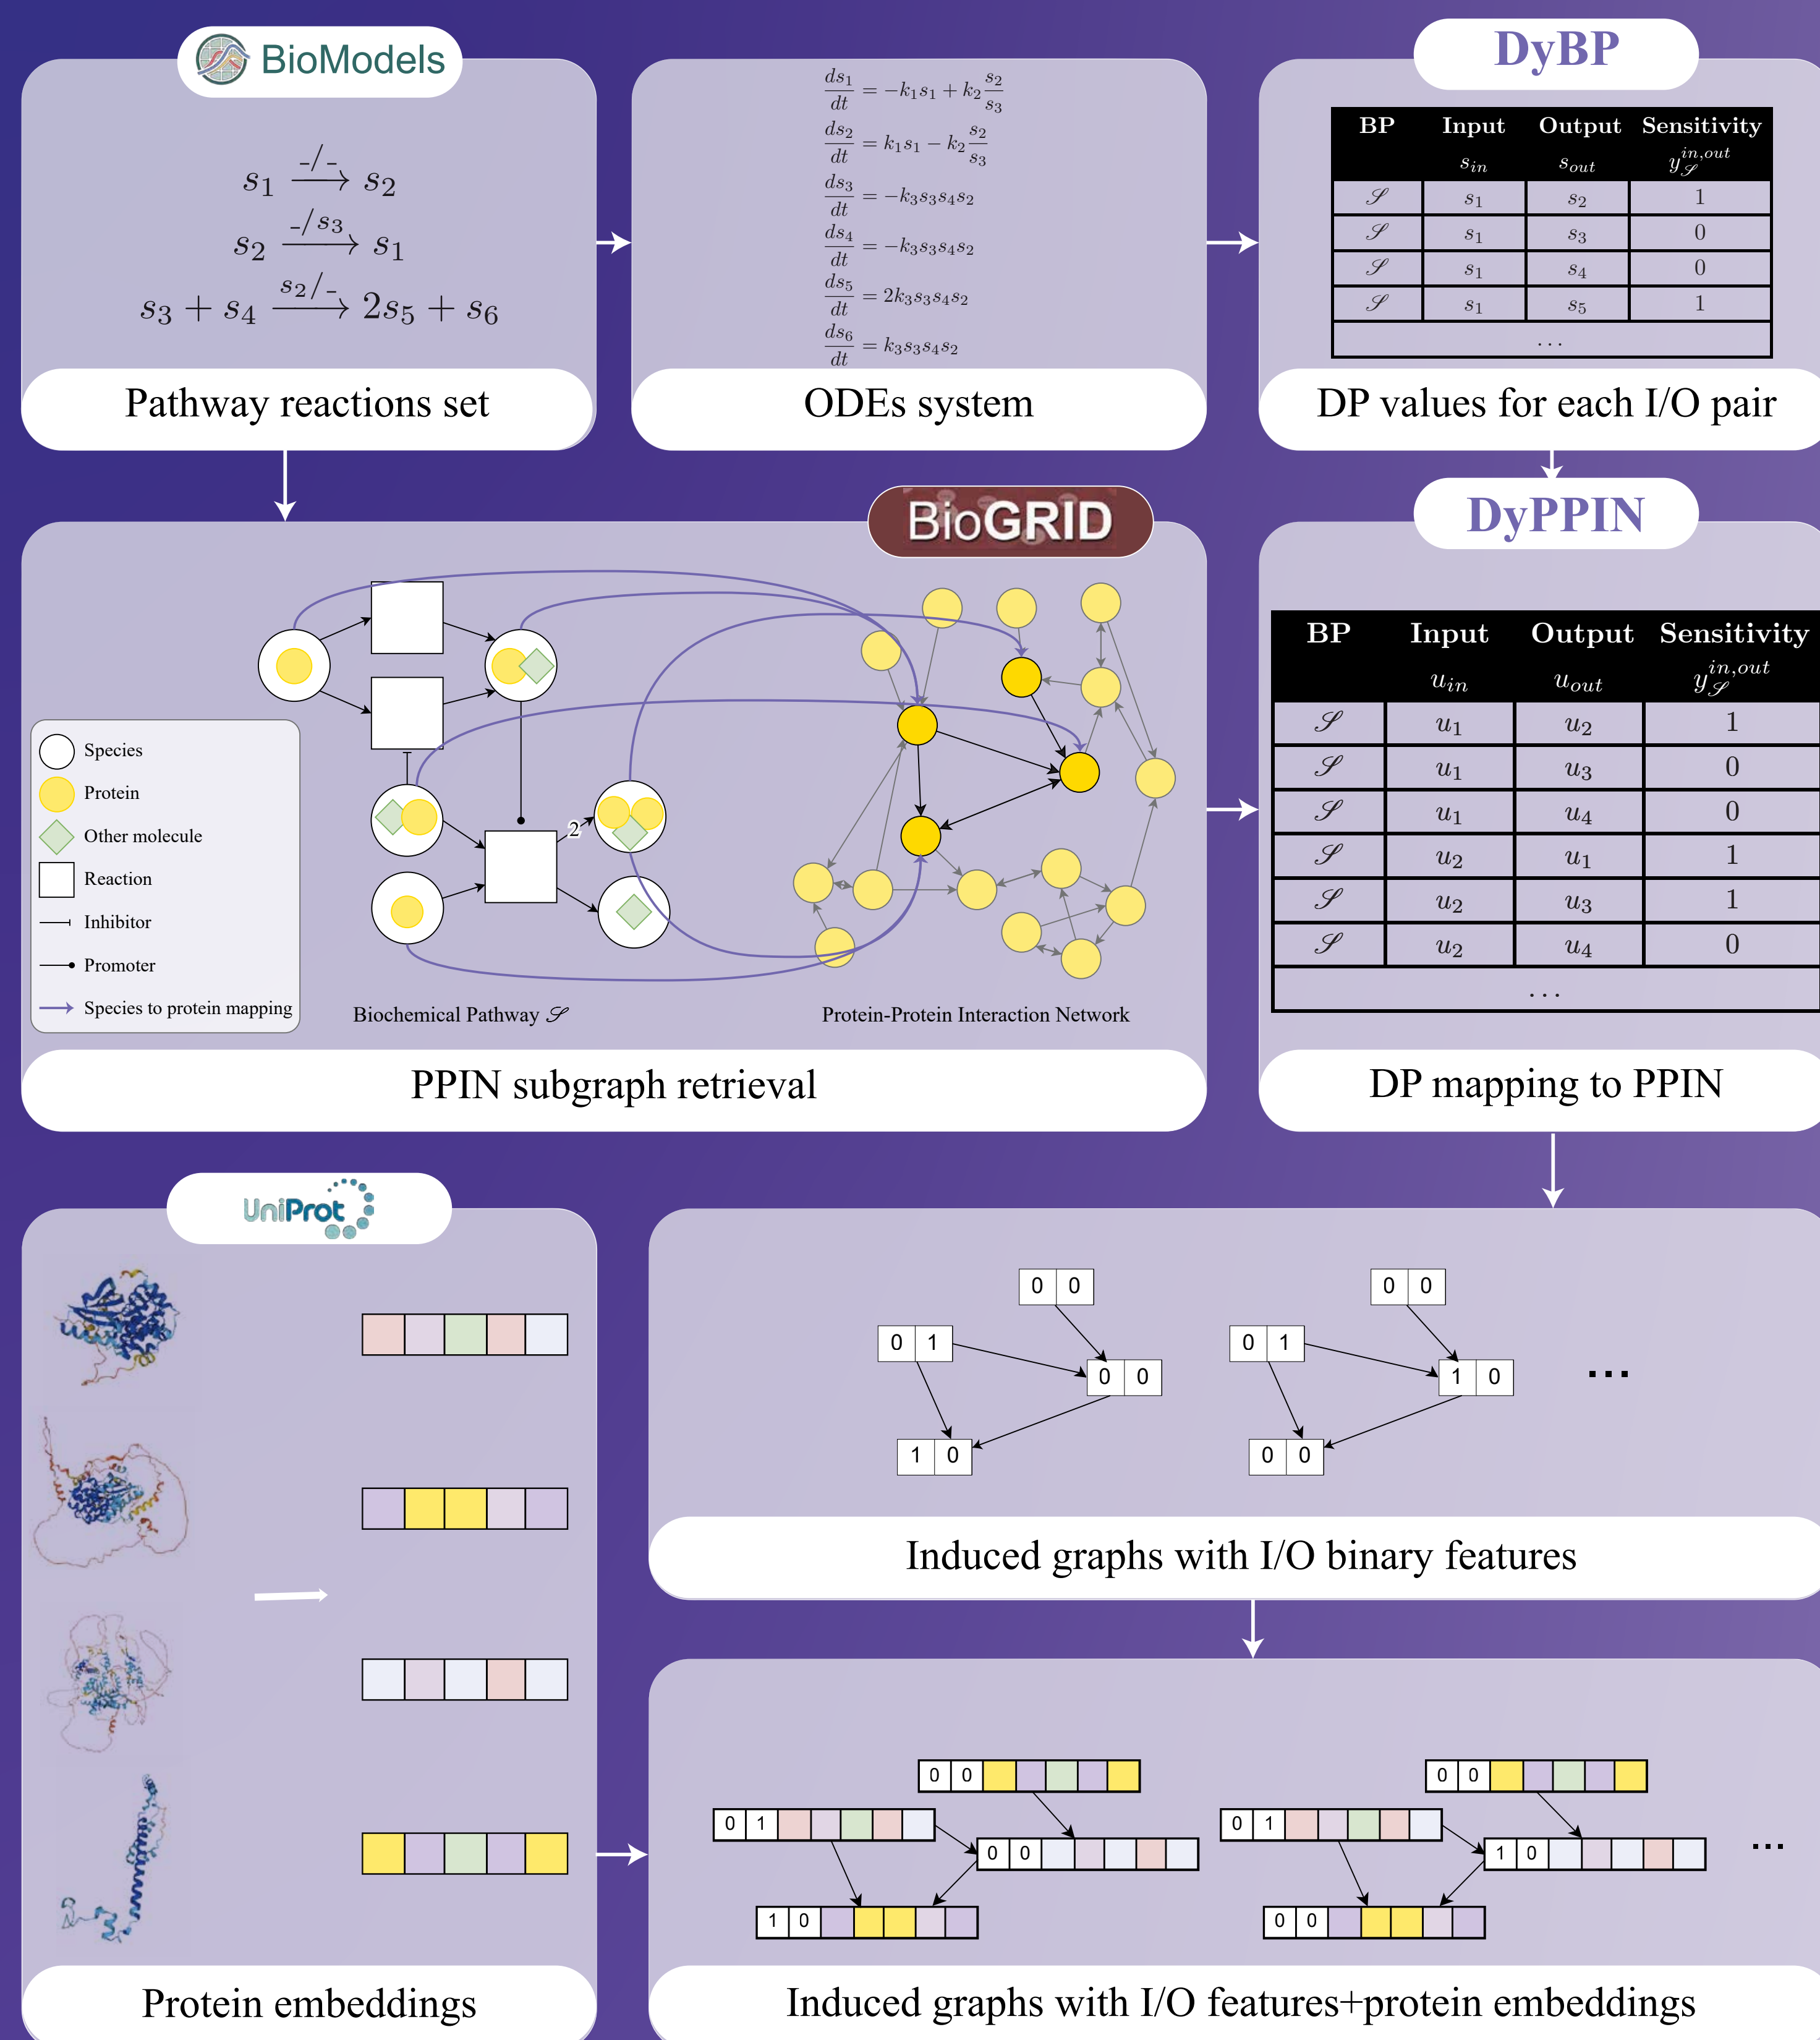 BioModels
s₁ -/-⟶ s₂
s₂ -/s₃⟶ s₁
s₃ + s₄ s₂/-⟶ 2s₅ + s₆
Pathway reactions set
ds₁/dt = −k₁s₁ + k₂ s₂/s₃
ds₂/dt = k₁s₁ − k₂ s₂/s₃
ds₃/dt = −k₃s₃s₄s₂
ds₄/dt = −k₃s₃s₄s₂
ds₅/dt = 2k₃s₃s₄s₂
ds₆/dt = k₃s₃s₄s₂
ODEs system
DyBP
BP Input Output Sensitivity
s_in s_out y_𝒮^{in,out}
𝒮 s₁ s₂ 1
𝒮 s₁ s₃ 0
𝒮 s₁ s₄ 0
𝒮 s₁ s₅ 1
...
DP values for each I/O pair
BioGRID
2
Species
Protein
Other molecule
Reaction
Inhibitor
Promoter
Species to protein mapping
Biochemical Pathway 𝒮
Protein-Protein Interaction Network
PPIN subgraph retrieval
DyPPIN
BP Input Output Sensitivity
u_in u_out y_𝒮^{in,out}
𝒮 u₁ u₂ 1
𝒮 u₁ u₃ 0
𝒮 u₁ u₄ 0
𝒮 u₂ u₁ 1
𝒮 u₂ u₃ 1
𝒮 u₂ u₄ 0
...
DP mapping to PPIN
UniProt
Protein embeddings
0 0
0 1
0 0
1 0
0 0
0 1
1 0
0 0
...
Induced graphs with I/O binary features
0 0
0 1
0 0
1 0
0 0
0 1
1 0
0 0
...
Induced graphs with I/O features+protein embeddings